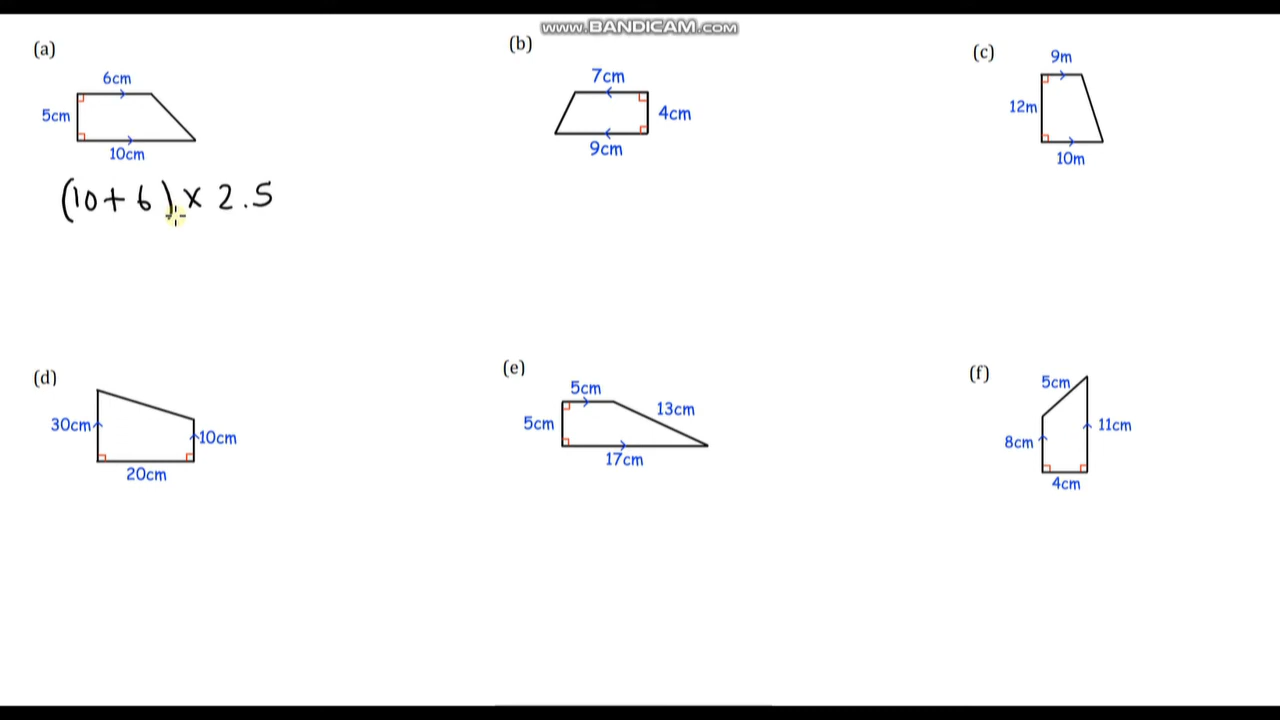 www.BANDICAM.com
(a)
6cm
5cm
10cm
(10+6) × 2.5
(b)
7cm
4cm
9cm
(c)
9m
12m
10m
(d)
30cm
10cm
20cm
(e)
5cm
13cm
5cm
17cm
(f)
5cm
8cm
11cm
4cm